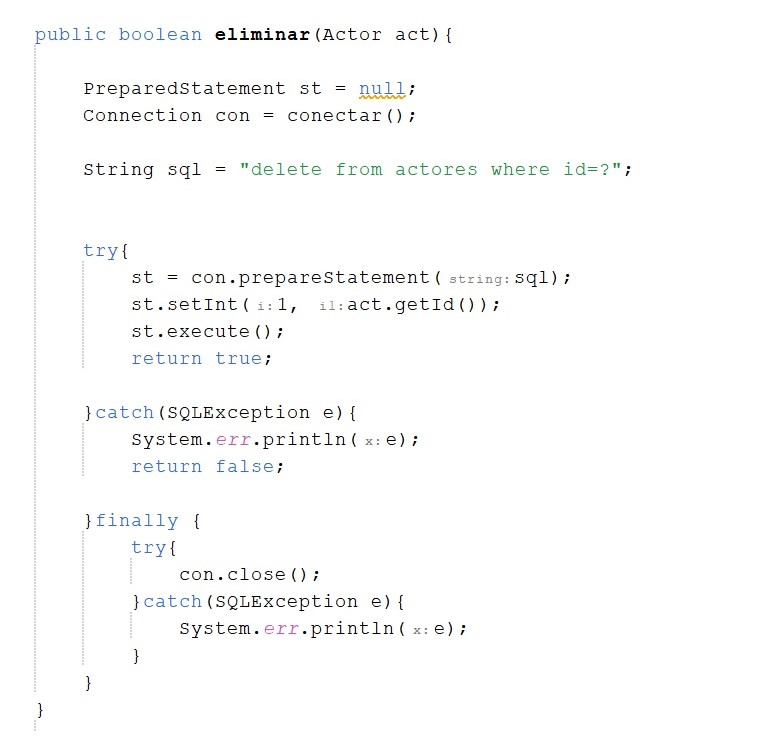 public boolean eliminar(Actor act){
PreparedStatement st = null;
Connection con = conectar();
String sql = "delete from actores where id=?";
try{
st = con.prepareStatement( string: sql);
st.setInt( i: 1, i1: act.getId());
st.execute();
return true;
}catch(SQLException e){
System.err.println( x: e);
return false;
}finally {
try{
con.close();
}catch(SQLException e){
System.err.println( x: e);
}
}
}